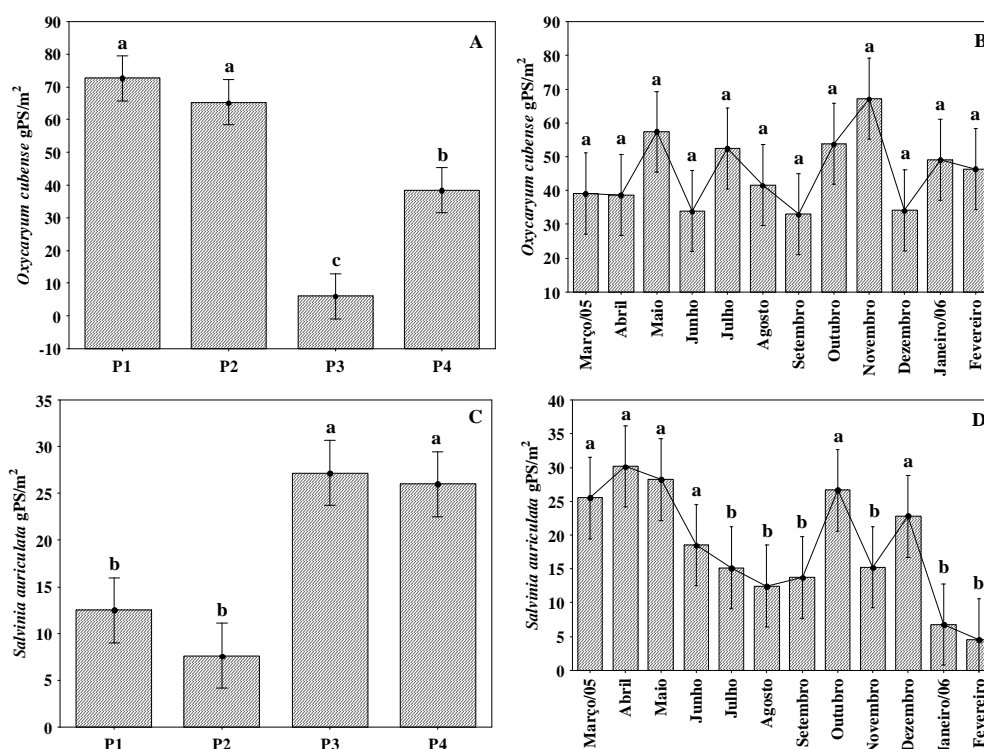 A
Oxycaryum cubense gPS/m²
90
80
70
60
50
40
30
20
10
0
-10
a
a
c
b
P1
P2
P3
P4
B
Oxycaryum cubense gPS/m²
90
80
70
60
50
40
30
20
10
a
a
a
a
a
a
a
a
a
a
a
a
Março/05
Abril
Maio
Junho
Julho
Agosto
Setembro
Outubro
Novembro
Dezembro
Janeiro/06
Fevereiro
C
Salvinia auriculata gPS/m²
35
30
25
20
15
10
5
0
b
b
a
a
P1
P2
P3
P4
D
Salvinia auriculata gPS/m²
40
35
30
25
20
15
10
5
0
a
a
a
a
b
b
b
a
b
a
b
b
Março/05
Abril
Maio
Junho
Julho
Agosto
Setembro
Outubro
Novembro
Dezembro
Janeiro/06
Fevereiro